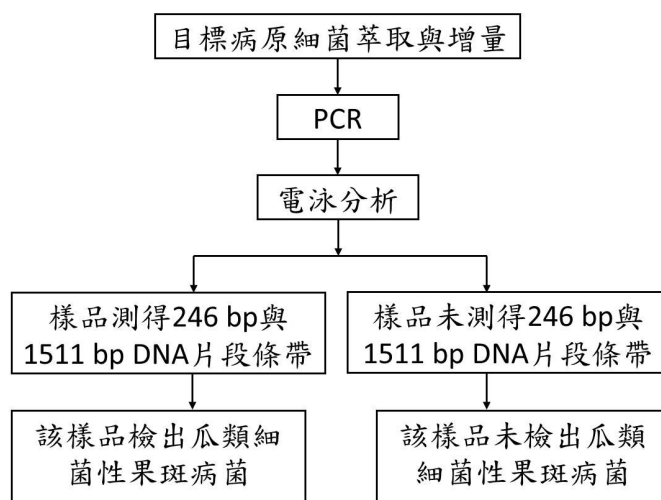 目標病原細菌萃取與增量
PCR
電泳分析
樣品測得246 bp與
1511 bp DNA片段條帶
樣品未測得246 bp與
1511 bp DNA片段條帶
該樣品檢出瓜類細
菌性果斑病菌
該樣品未檢出瓜類
細菌性果斑病菌